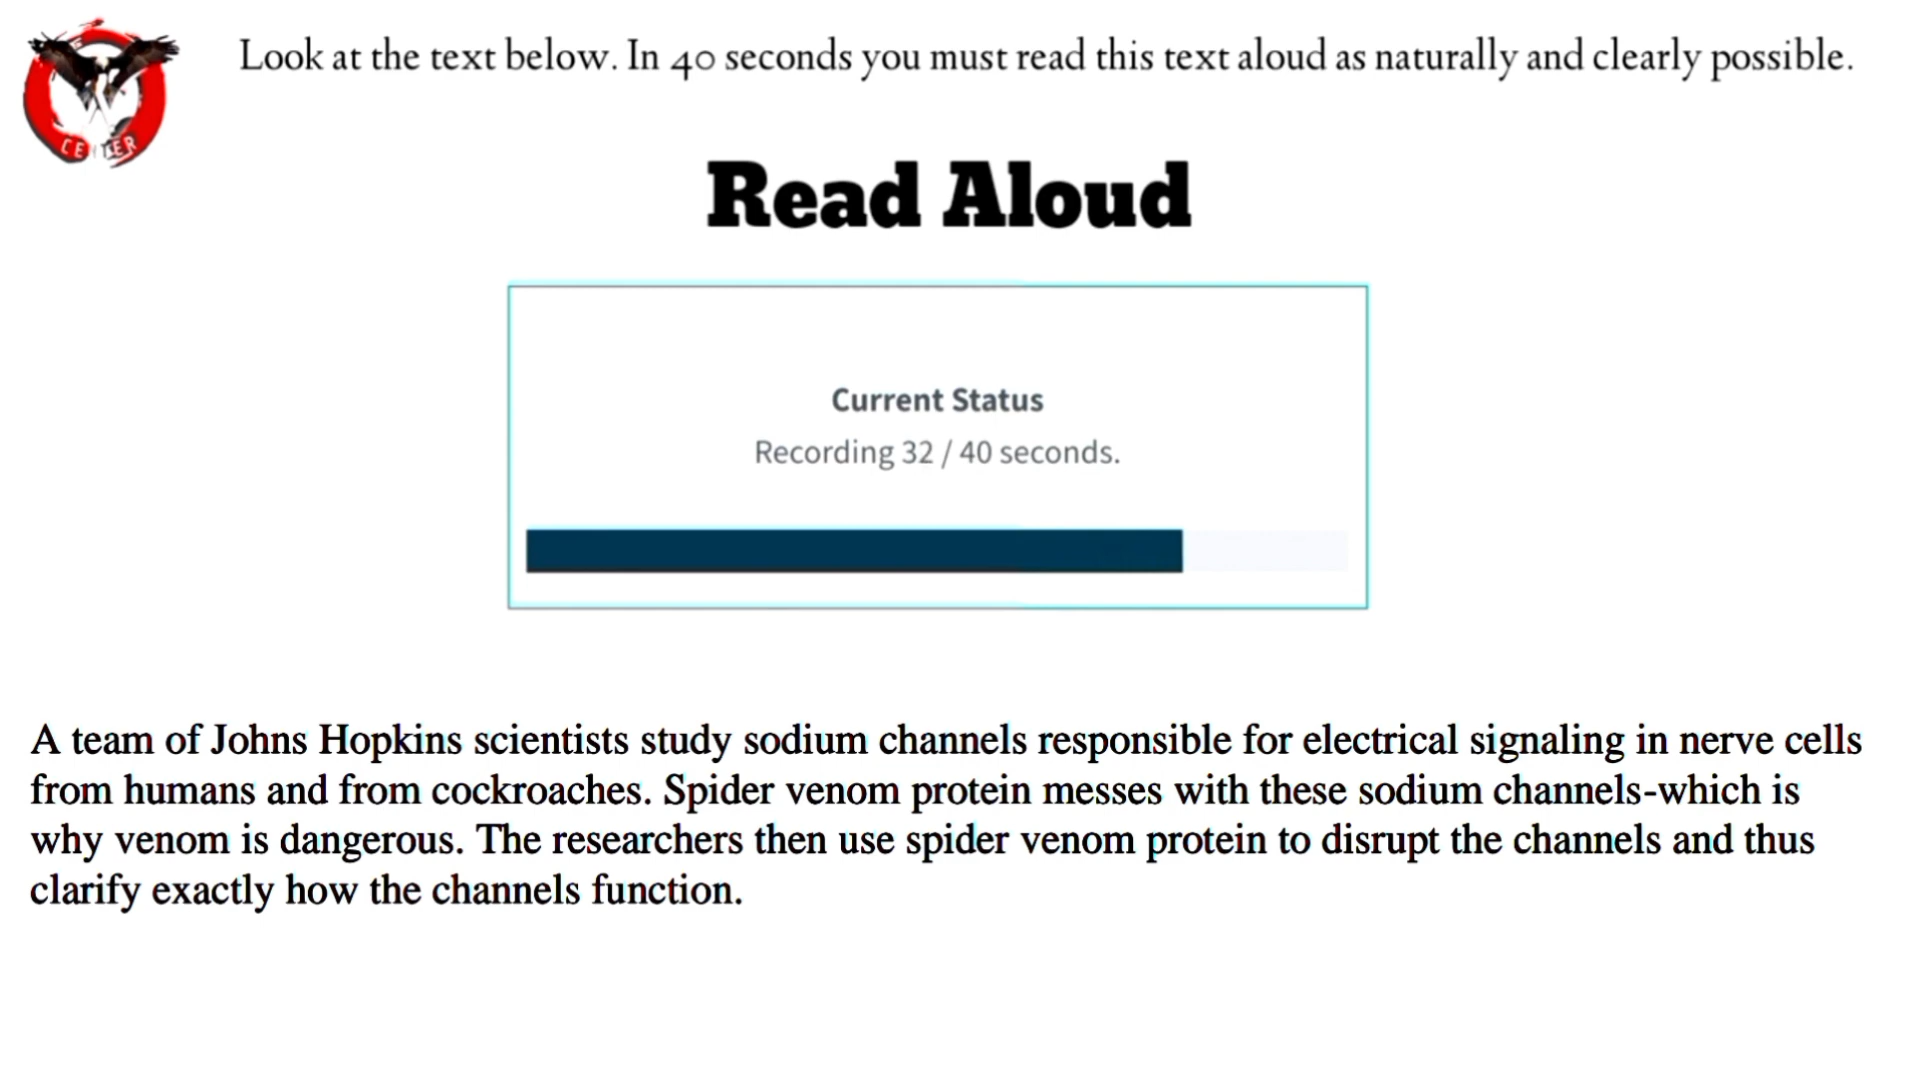 Look at the text below. In 40 seconds you must read this text aloud as naturally and clearly possible.
Read Aloud
Current Status
Recording 32 / 40 seconds.
A team of Johns Hopkins scientists study sodium channels responsible for electrical signaling in nerve cells
from humans and from cockroaches. Spider venom protein messes with these sodium channels-which is
why venom is dangerous. The researchers then use spider venom protein to disrupt the channels and thus
clarify exactly how the channels function.